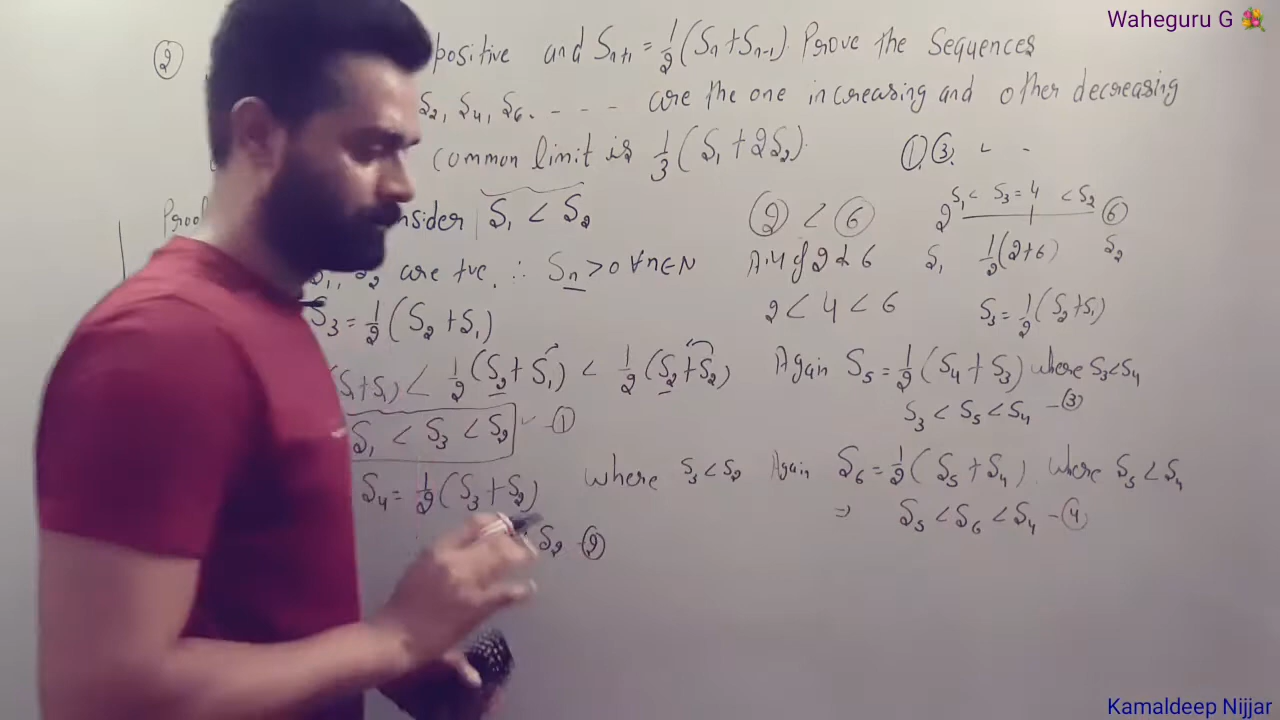 Waheguru G 💐
② positive and Sₙ₊₁ = 1/2 (Sₙ + Sₙ₋₁). Prove the Sequences
S₂, S₄, S₆. - - - - are the one increasing and other decreasing
common limit is 1/3 (S₁ + 2S₂). ①, ③. - -
S₁ < S₃ = 4 < S₂
Proof nsider S₁ < S₂ ② < ⑥ 2 ⑥
S₁, S₂ are +ve. ∴ Sₙ > 0 ∀ n ∈ N A.M of 2 & 6 S₁ 1/2 (2+6) S₂
S₃ = 1/2 (S₂ + S₁) 2 < 4 < 6 S₃ = 1/2 (S₂ + S₁)
(S₁ + S₁) < 1/2 (S₂ + S₁) < 1/2 (S₂ + S₂) Again S₅ = 1/2 (S₄ + S₃) where S₃ < S₄
S₃ < S₅ < S₄ - ③
S₁ < S₃ < S₂ - ①
S₄ = 1/2 (S₃ + S₂) where S₃ < S₂ Again S₆ = 1/2 (S₅ + S₄). where S₅ < S₄
⇒ S₅ < S₆ < S₄ - ④
S₂ - ②
Kamaldeep Nijjar